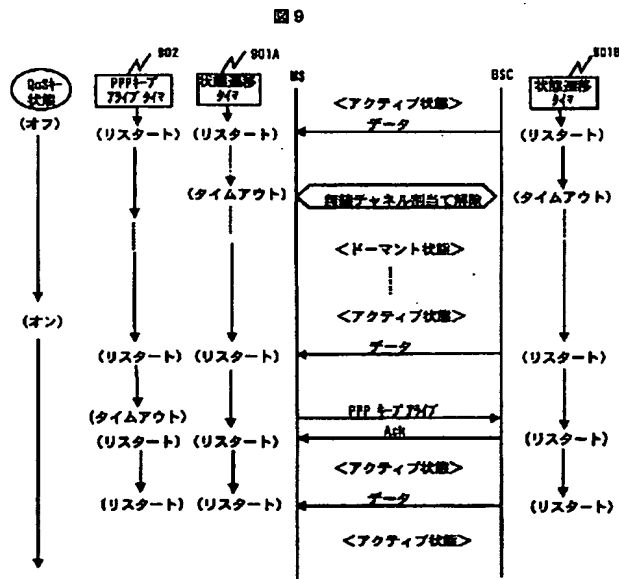 図9
902 901A MS BSC 901B
QoSキー状態 PPPキープアライブタイマ 状態遷移タイマ 状態遷移タイマ
<アクティブ状態>
(オフ) (リスタート) (リスタート) データ (リスタート)
(タイムアウト) 無線チャネル割当て解除 (タイムアウト)
<ドーマント状態>
(オン) <アクティブ状態>
(リスタート) (リスタート) データ (リスタート)
(タイムアウト) PPP キープアライブ
(リスタート) (リスタート) Ack (リスタート)
<アクティブ状態>
(リスタート) (リスタート) データ (リスタート)
<アクティブ状態>